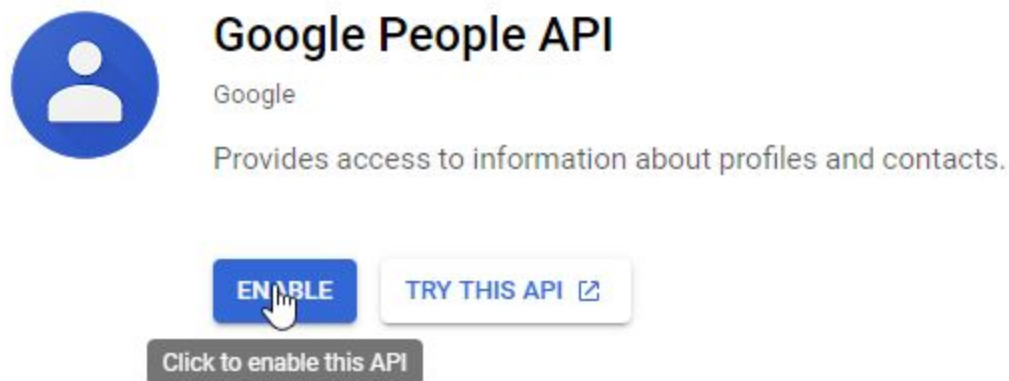 Google People API
Google
Provides access to information about profiles and contacts.
ENABLE TRY THIS API
Click to enable this API